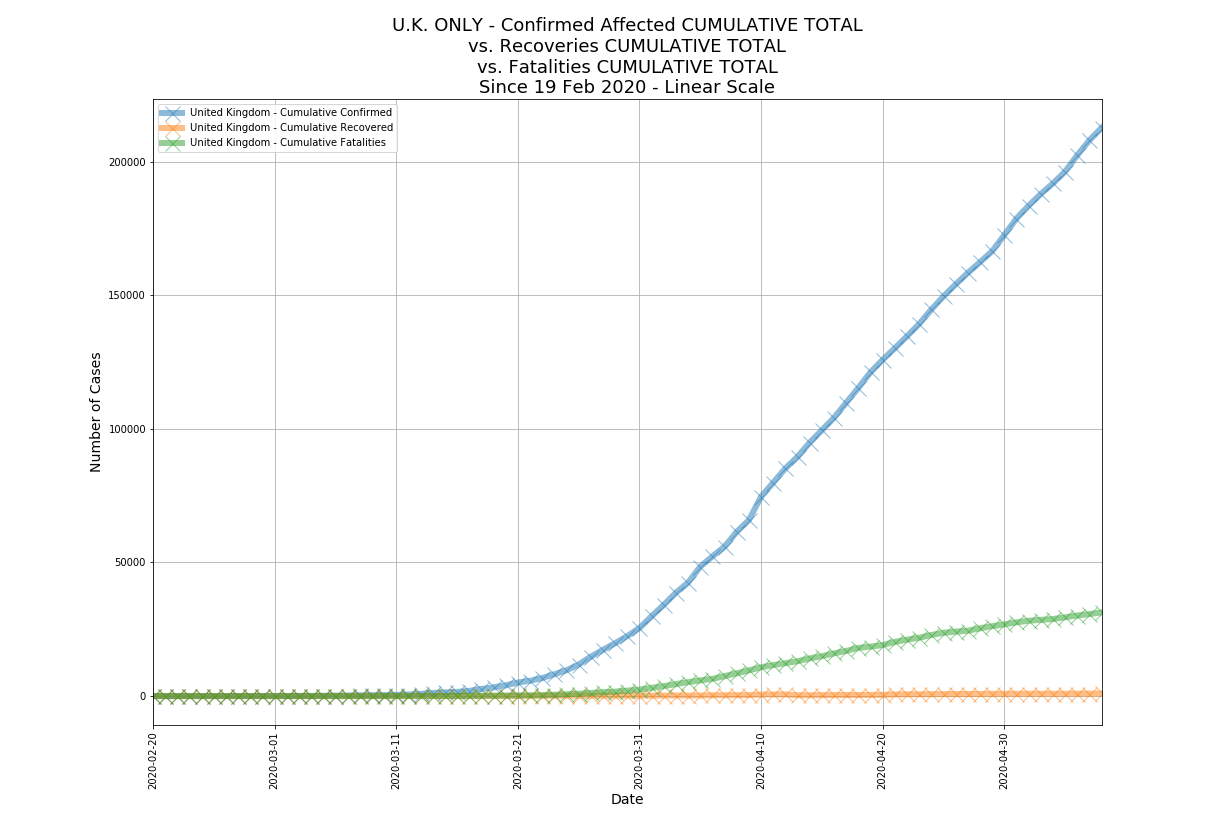 U.K. ONLY - Confirmed Affected CUMULATIVE TOTAL
vs. Recoveries CUMULATIVE TOTAL
vs. Fatalities CUMULATIVE TOTAL
Since 19 Feb 2020 - Linear Scale
United Kingdom - Cumulative Confirmed
United Kingdom - Cumulative Recovered
United Kingdom - Cumulative Fatalities
Number of Cases
200000
150000
100000
50000
0
2020-02-20
2020-03-01
2020-03-11
2020-03-21
2020-03-31
2020-04-10
2020-04-20
2020-04-30
Date